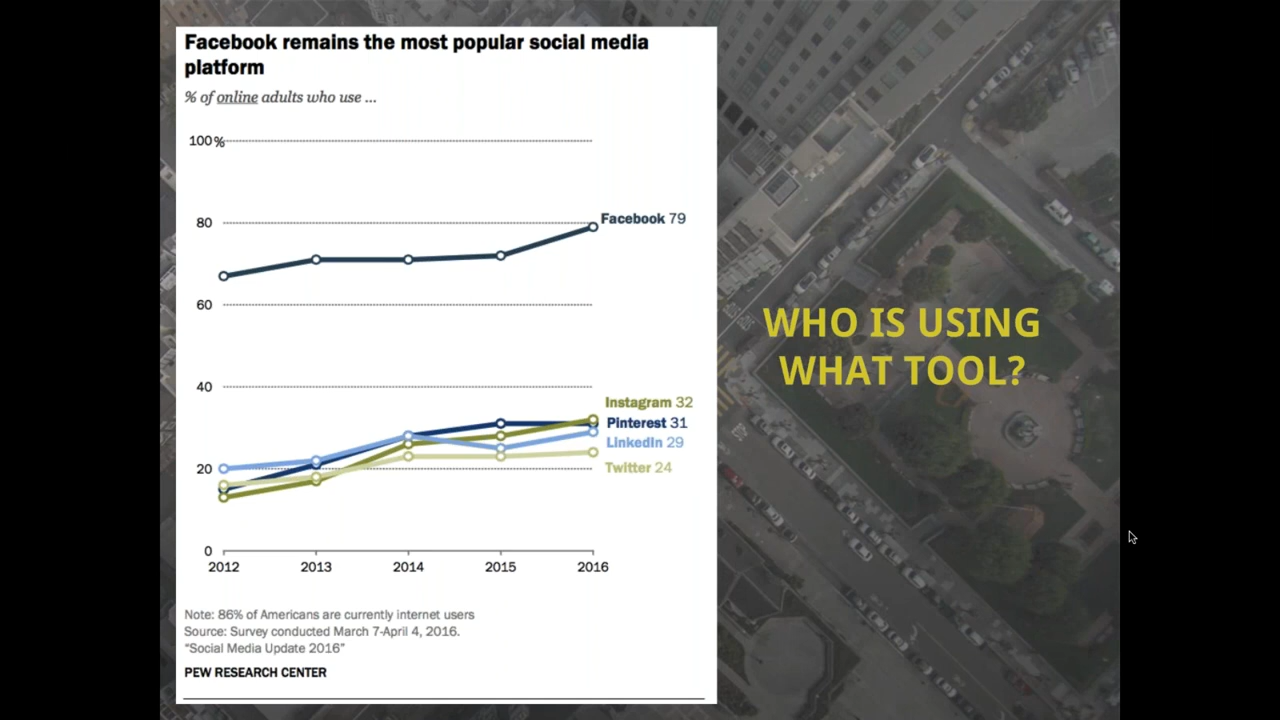 Facebook remains the most popular social media
platform
% of online adults who use ...
100%
80
60
40
20
0
Facebook 79
Instagram 32
Pinterest 31
LinkedIn 29
Twitter 24
2012 2013 2014 2015 2016
Note: 86% of Americans are currently internet users
Source: Survey conducted March 7-April 4, 2016.
"Social Media Update 2016"
PEW RESEARCH CENTER
WHO IS USING
WHAT TOOL?